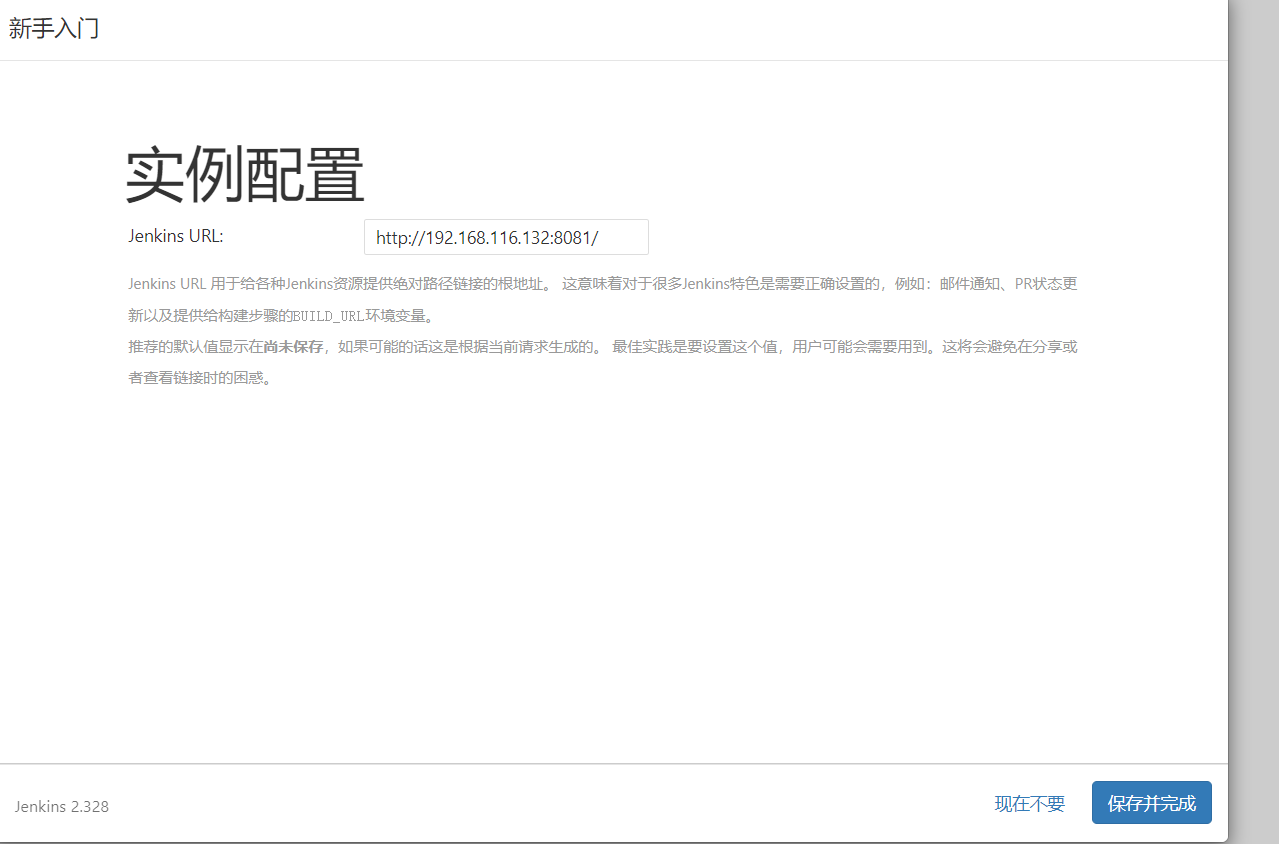 新手入门
实例配置
Jenkins URL:
http://192.168.116.132:8081/
Jenkins URL 用于给各种Jenkins资源提供绝对路径链接的根地址。 这意味着对于很多Jenkins特色是需要正确设置的，例如：邮件通知、PR状态更
新以及提供给构建步骤的BUILD_URL环境变量。
推荐的默认值显示在尚未保存，如果可能的话这是根据当前请求生成的。 最佳实践是要设置这个值，用户可能会需要用到。这将会避免在分享或
者查看链接时的困惑。
Jenkins 2.328
现在不要
保存并完成